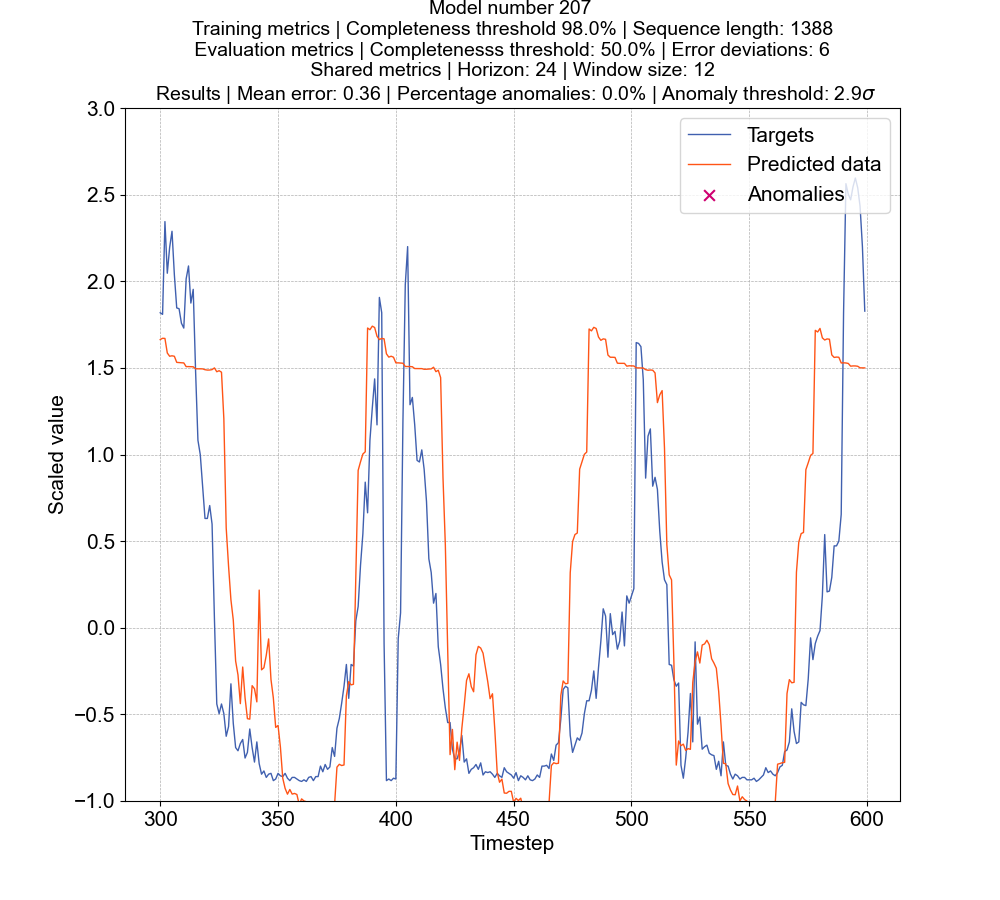 Model number 207
Training metrics | Completeness threshold 98.0% | Sequence length: 1388
Evaluation metrics | Completenesss threshold: 50.0% | Error deviations: 6
Shared metrics | Horizon: 24 | Window size: 12
Results | Mean error: 0.36 | Percentage anomalies: 0.0% | Anomaly threshold: 2.9σ
3.0
2.5
2.0
1.5
1.0
0.5
0.0
−0.5
−1.0
Scaled value
Targets
Predicted data
Anomalies
300 350 400 450 500 550 600
Timestep